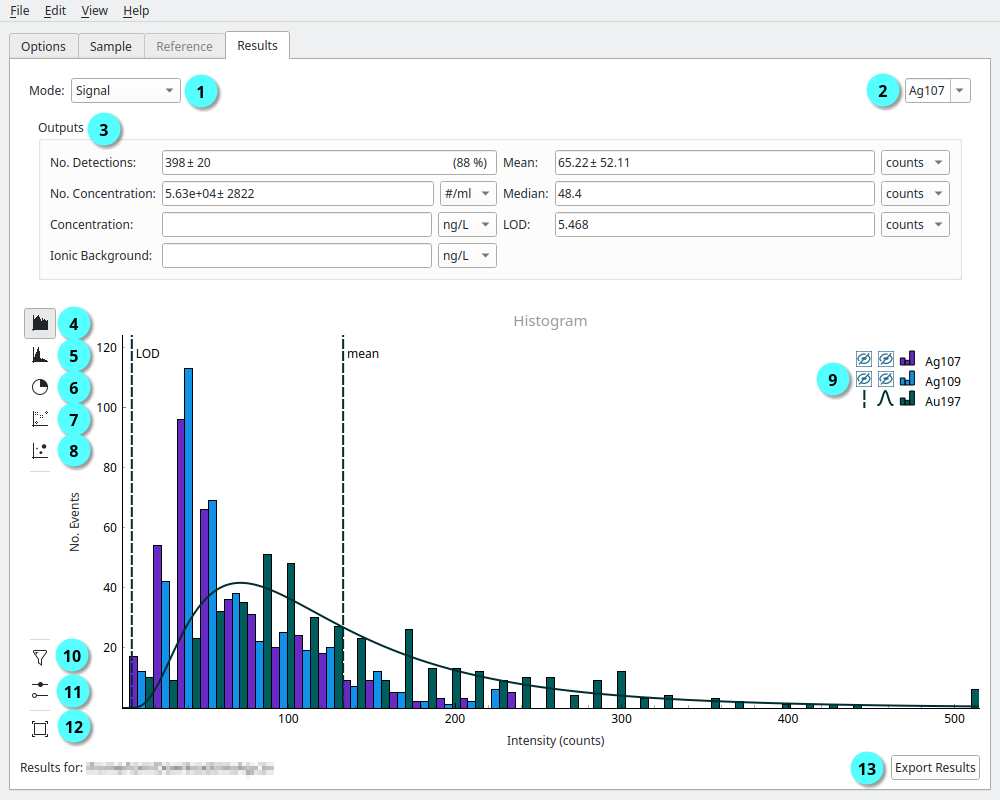 File Edit View Help
Options Sample Reference Results
Mode: Signal 1 2 Ag107
Outputs 3
No. Detections: 398± 20 (88 %) Mean: 65.22± 52.11 counts
No. Concentration: 5.63e+04± 2822 #/ml Median: 48.4 counts
Concentration: ng/L LOD: 5.468 counts
Ionic Background: ng/L
Histogram
4
5
6
7
8
LOD mean
9
Ag107
Ag109
Au197
No. Events
120
100
80
60
40
20
100 200 300 400 500
Intensity (counts)
10
11
12
Results for:
13 Export Results